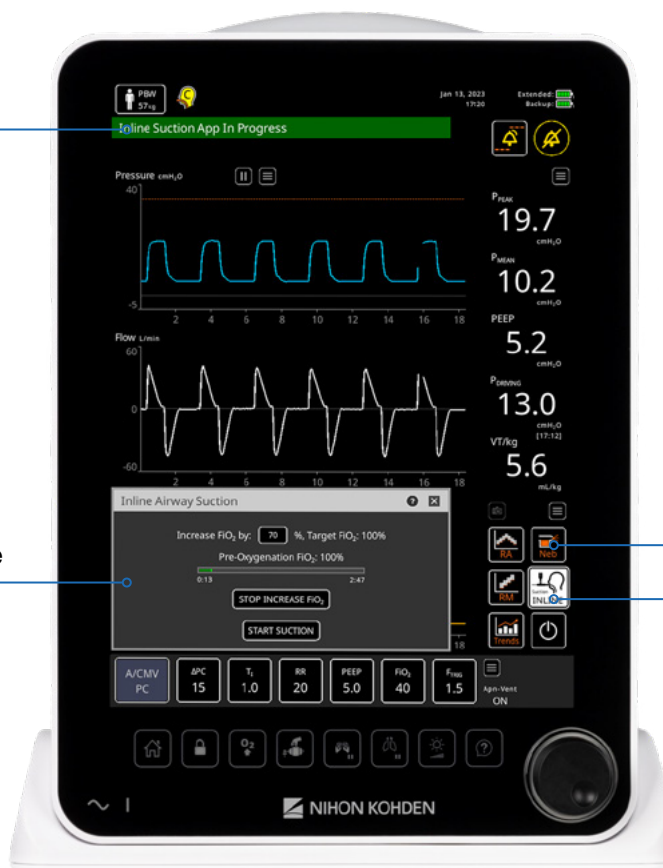 PBW
57kg
C
Jan 13, 2023
17:20
Extended:
Backup:
Inline Suction App In Progress
Pressure cmH2O
40
-5
2 4 6 8 10 12 14 16 18
Flow L/min
60
0
-60
2 4 6 8 10 12 14 16 18
PPEAK
19.7
cmH2O
PMEAN
10.2
cmH2O
PEEP
5.2
cmH2O
PDRIVING
13.0
cmH2O
[17:12]
VT/kg
5.6
mL/kg
Inline Airway Suction
Increase FiO2 by: 70 %, Target FiO2: 100%
Pre-Oxygenation FiO2: 100%
0:13 2:47
STOP INCREASE FiO2
START SUCTION
e
18
RA
Neb
RM
Suction
INLINE
Trends
A/CMV
PC
ΔPC
15
TI
1.0
RR
20
PEEP
5.0
FiO2
40
FTRIG
1.5
Apn-Vent
ON
O2
?
NIHON KOHDEN